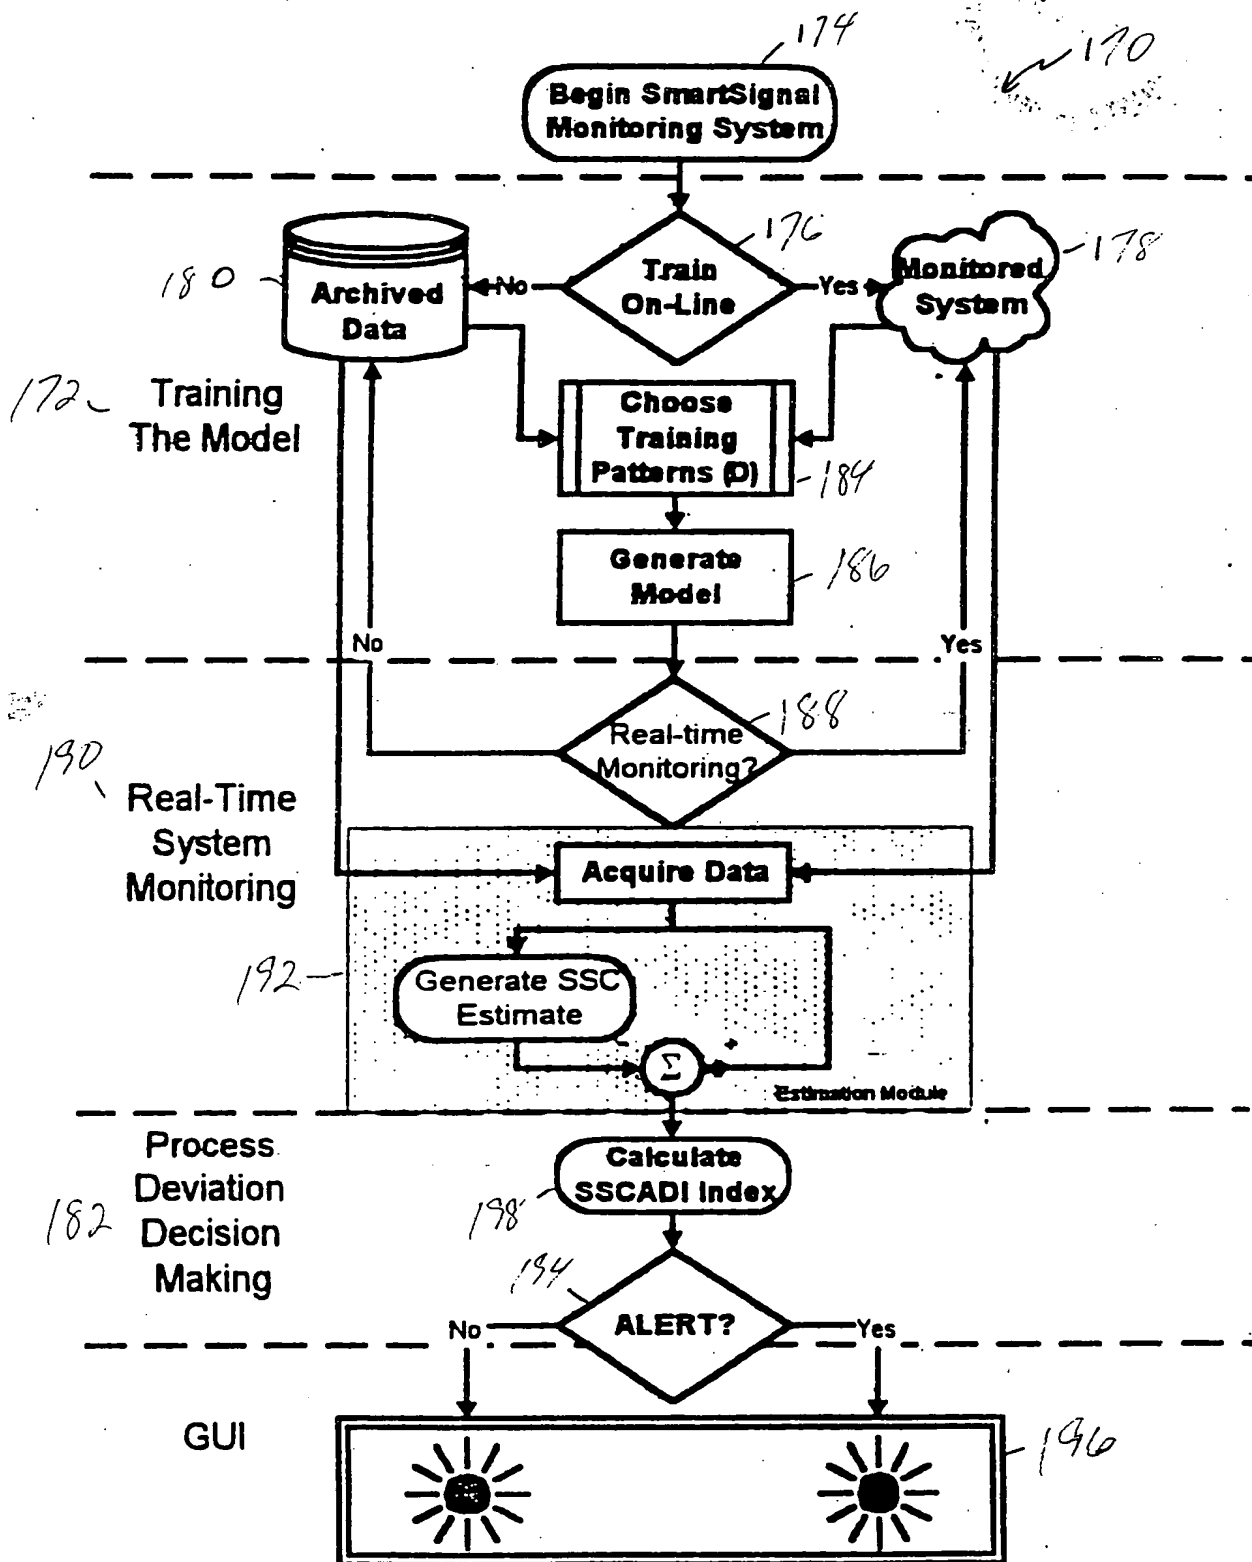 174
170
Begin SmartSignal
Monitoring System
176
178
180
Archived
Data
No
Train
On-Line
Yes
Monitored
System
172
Training
The Model
Choose
Training
Patterns (D)
184
Generate
Model
186
No
Yes
188
Real-time
Monitoring?
190
Real-Time
System
Monitoring
Acquire Data
192
Generate SSC
Estimate
-
+
Σ
Estimation Module
Process
Deviation
Decision
Making
182
Calculate
SSCADI Index
198
194
No
ALERT?
Yes
GUI
196